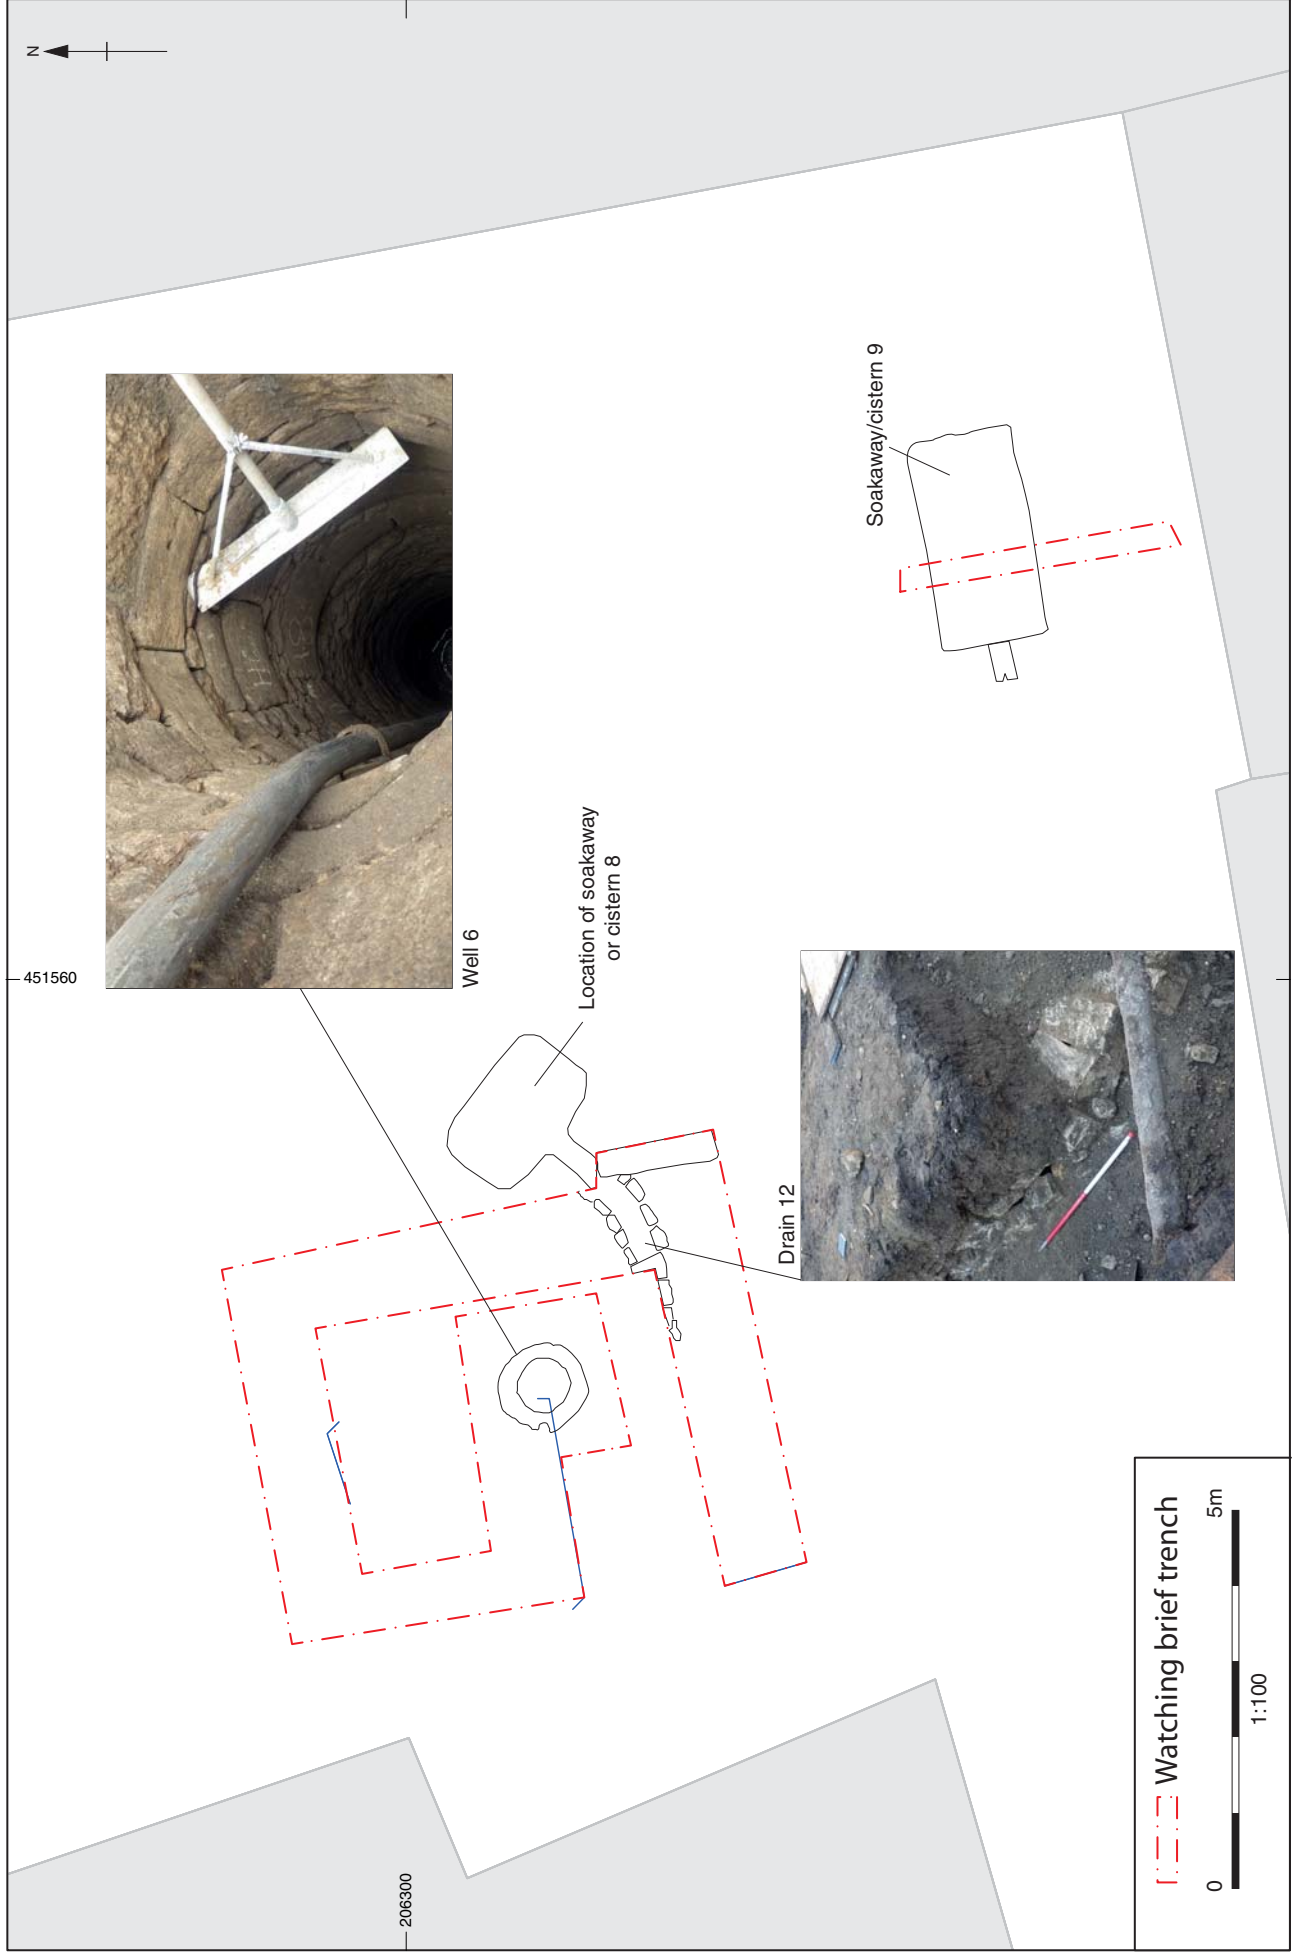 N
451560
206300
Well 6
Location of soakaway
or cistern 8
Soakaway/cistern 9
Drain 12
Watching brief trench
0
5m
1:100